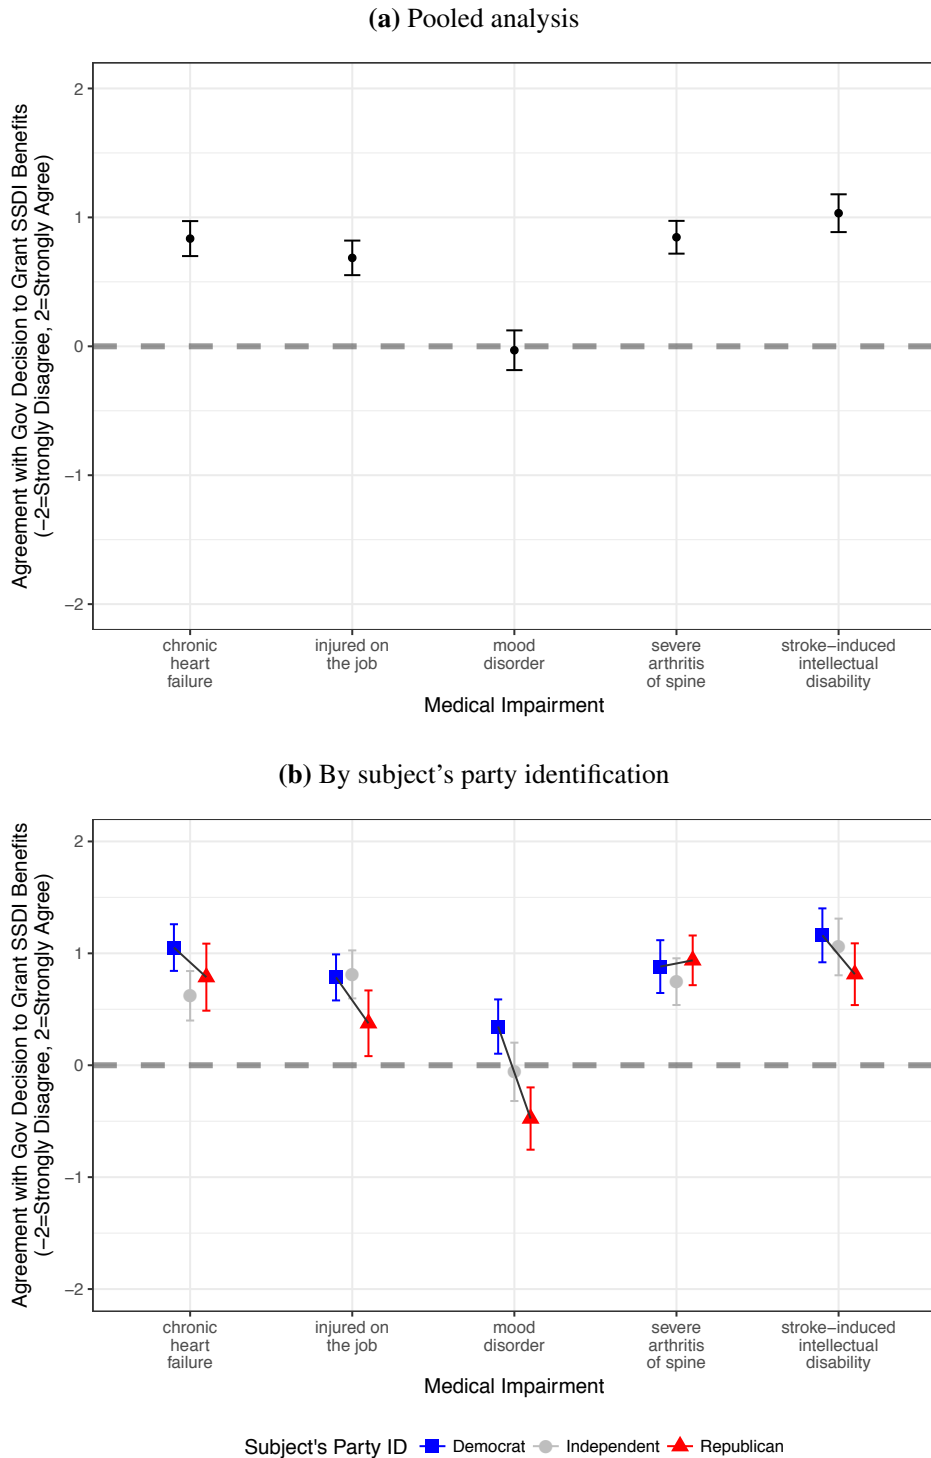 (a) Pooled analysis
Agreement with Gov Decision to Grant SSDI Benefits
(−2=Strongly Disagree, 2=Strongly Agree)
2
1
0
−1
−2
chronic
heart
failure
injured on
the job
mood
disorder
severe
arthritis
of spine
stroke−induced
intellectual
disability
Medical Impairment
(b) By subject's party identification
Agreement with Gov Decision to Grant SSDI Benefits
(−2=Strongly Disagree, 2=Strongly Agree)
2
1
0
−1
−2
chronic
heart
failure
injured on
the job
mood
disorder
severe
arthritis
of spine
stroke−induced
intellectual
disability
Medical Impairment
Subject's Party ID Democrat Independent Republican